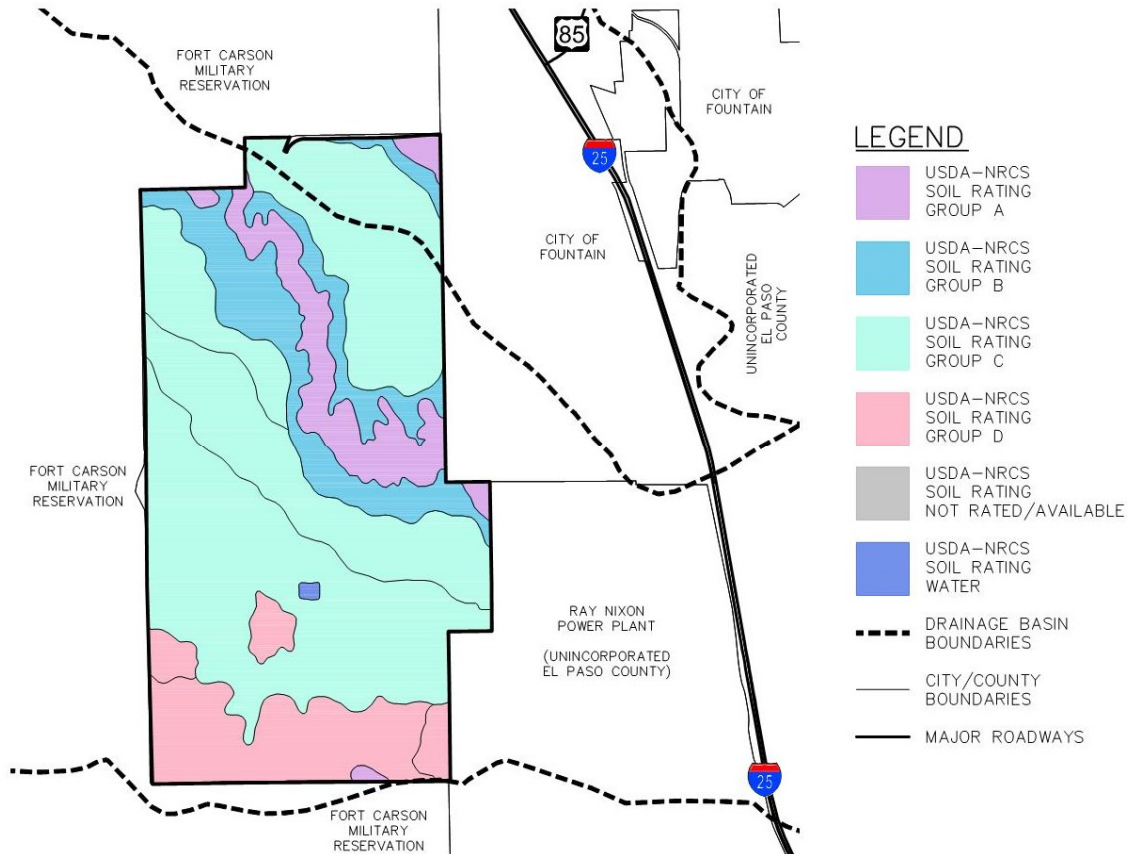 FORT CARSON
MILITARY
RESERVATION
85
CITY OF
FOUNTAIN
25
CITY OF
FOUNTAIN
UNINCORPORATED
EL PASO
COUNTY
FORT CARSON
MILITARY
RESERVATION
RAY NIXON
POWER PLANT
(UNINCORPORATED
EL PASO COUNTY)
25
FORT CARSON
MILITARY
RESERVATION
LEGEND
USDA-NRCS
SOIL RATING
GROUP A
USDA-NRCS
SOIL RATING
GROUP B
USDA-NRCS
SOIL RATING
GROUP C
USDA-NRCS
SOIL RATING
GROUP D
USDA-NRCS
SOIL RATING
NOT RATED/AVAILABLE
USDA-NRCS
SOIL RATING
WATER
DRAINAGE BASIN
BOUNDARIES
CITY/COUNTY
BOUNDARIES
MAJOR ROADWAYS